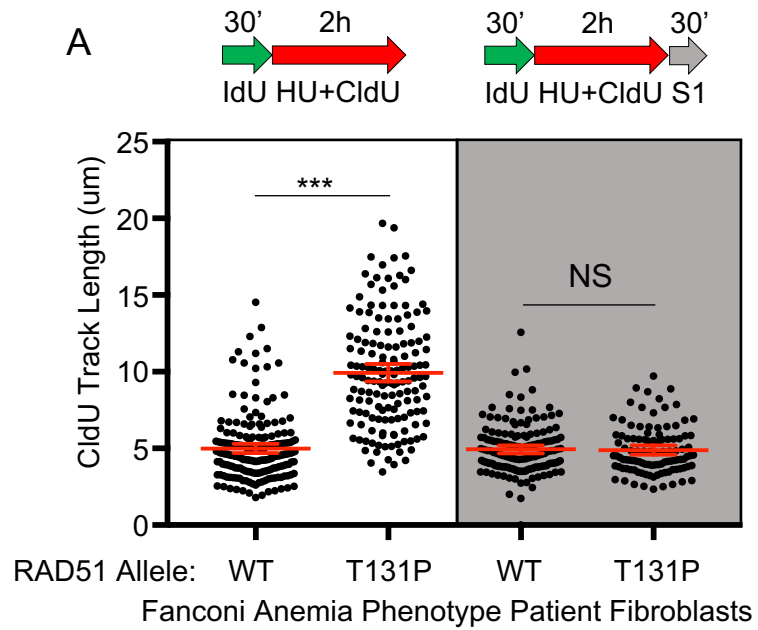 A
30’ 2h 30’ 2h 30’
IdU HU+CldU IdU HU+CldU S1
CldU Track Length (um)
25
20
15
10
5
0
***
NS
RAD51 Allele: WT T131P WT T131P
Fanconi Anemia Phenotype Patient Fibroblasts